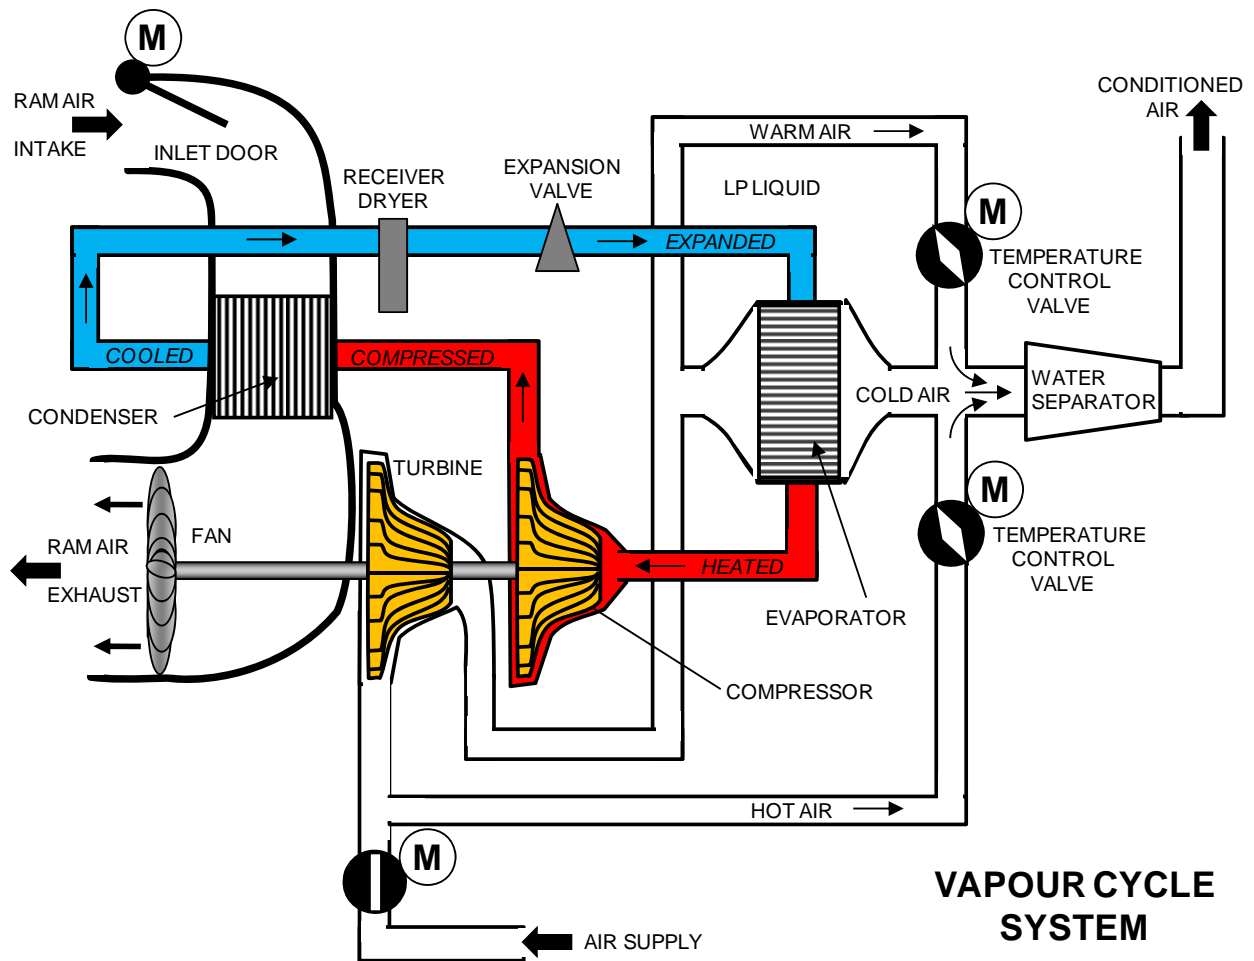 M
RAM AIR
INTAKE
INLET DOOR
RECEIVER
DRYER
EXPANSION
VALVE
WARM AIR
LP LIQUID
CONDITIONED
AIR
M
TEMPERATURE
CONTROL
VALVE
EXPANDED
COOLED
COMPRESSED
CONDENSER
COLD AIR
WATER
SEPARATOR
TURBINE
M
TEMPERATURE
CONTROL
VALVE
FAN
RAM AIR
EXHAUST
HEATED
EVAPORATOR
COMPRESSOR
HOT AIR
M
AIR SUPPLY
VAPOUR CYCLE
SYSTEM